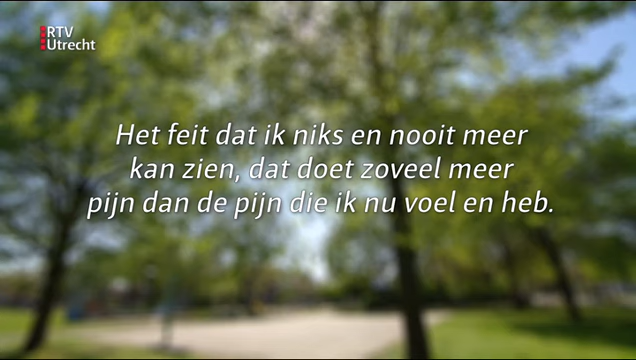 RTV
Utrecht
Het feit dat ik niks en nooit meer
kan zien, dat doet zoveel meer
pijn dan de pijn die ik nu voel en heb.